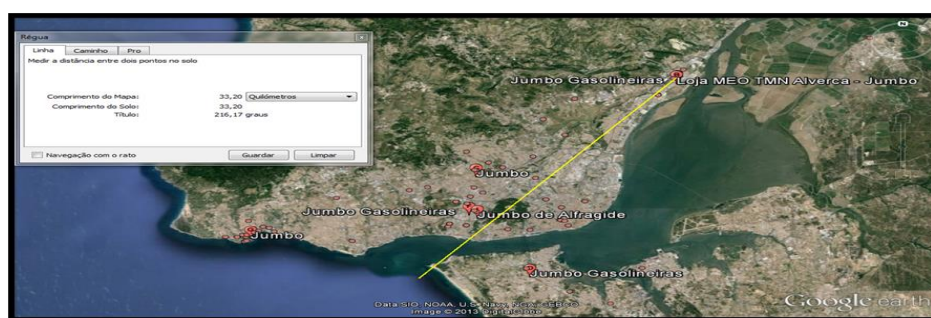 Régua
Linha Caminho Pro
Medir a distância entre dois pontos no solo
Comprimento do Mapa: 33,20 Quilómetros
Comprimento do Solo: 33,20
Título: 216,17 graus
Navegação com o rato Guardar Limpar
N
Jumbo Gasolineiras Loja MEO TMN Alverca - Jumbo
Jumbo
Jumbo Gasolineiras Jumbo de Alfragide
Jumbo
Jumbo Gasolineiras
Data SIO, NOAA, U.S. Navy, NGA, GEBCO
Image © 2013 DigitalGlobe
Google earth